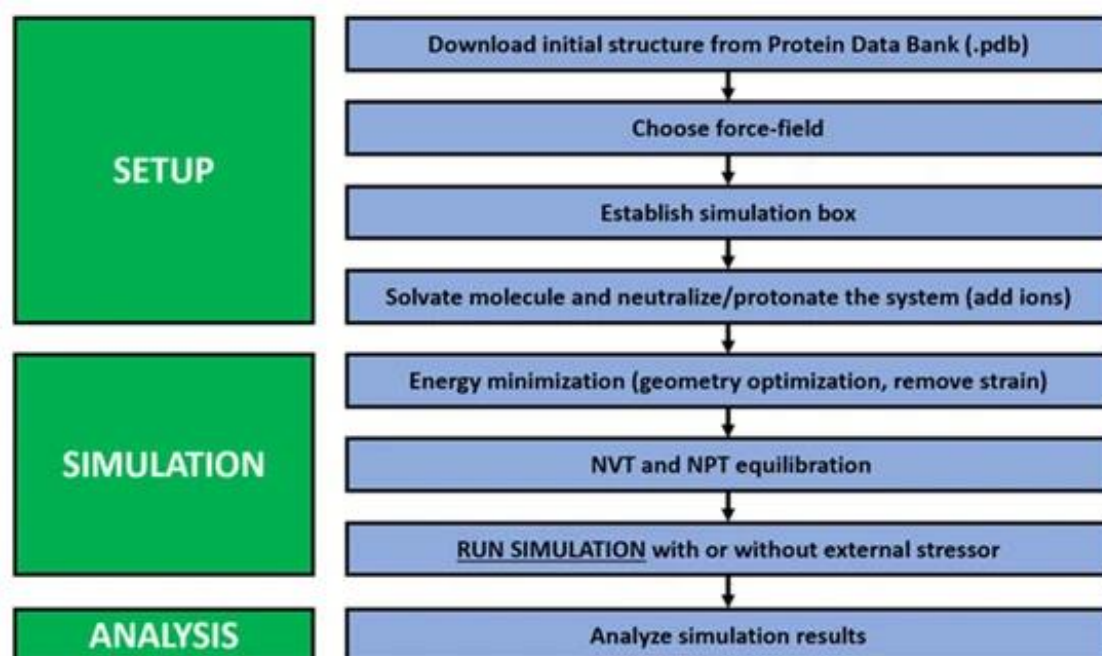 SETUP
Download initial structure from Protein Data Bank (.pdb)
Choose force-field
Establish simulation box
Solvate molecule and neutralize/protonate the system (add ions)
SIMULATION
Energy minimization (geometry optimization, remove strain)
NVT and NPT equilibration
RUN SIMULATION with or without external stressor
ANALYSIS
Analyze simulation results